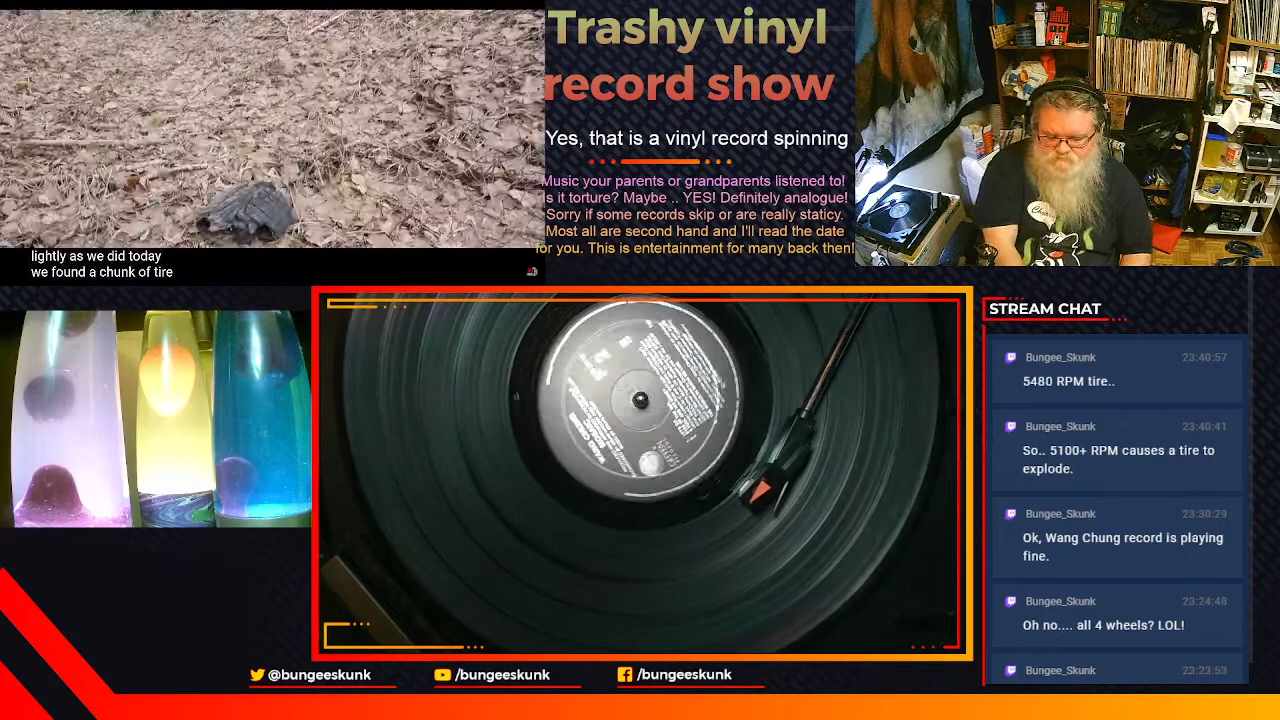 lightly as we did today
we found a chunk of tire
Trashy vinyl
record show
Yes, that is a vinyl record spinning
Music your parents or grandparents listened to!
Is it torture? Maybe .. YES! Definitely analogue!
Sorry if some records skip or are really staticy.
Most all are second hand and I'll read the date
for you. This is entertainment for many back then!
STREAM CHAT
Bungee_Skunk 23:40:57
5480 RPM tire..
Bungee_Skunk 23:40:41
So.. 5100+ RPM causes a tire to
explode.
Bungee_Skunk 23:30:29
Ok, Wang Chung record is playing
fine.
Bungee_Skunk 23:24:48
Oh no.... all 4 wheels? LOL!
Bungee_Skunk 23:23:53
@bungeeskunk
/bungeeskunk
/bungeeskunk